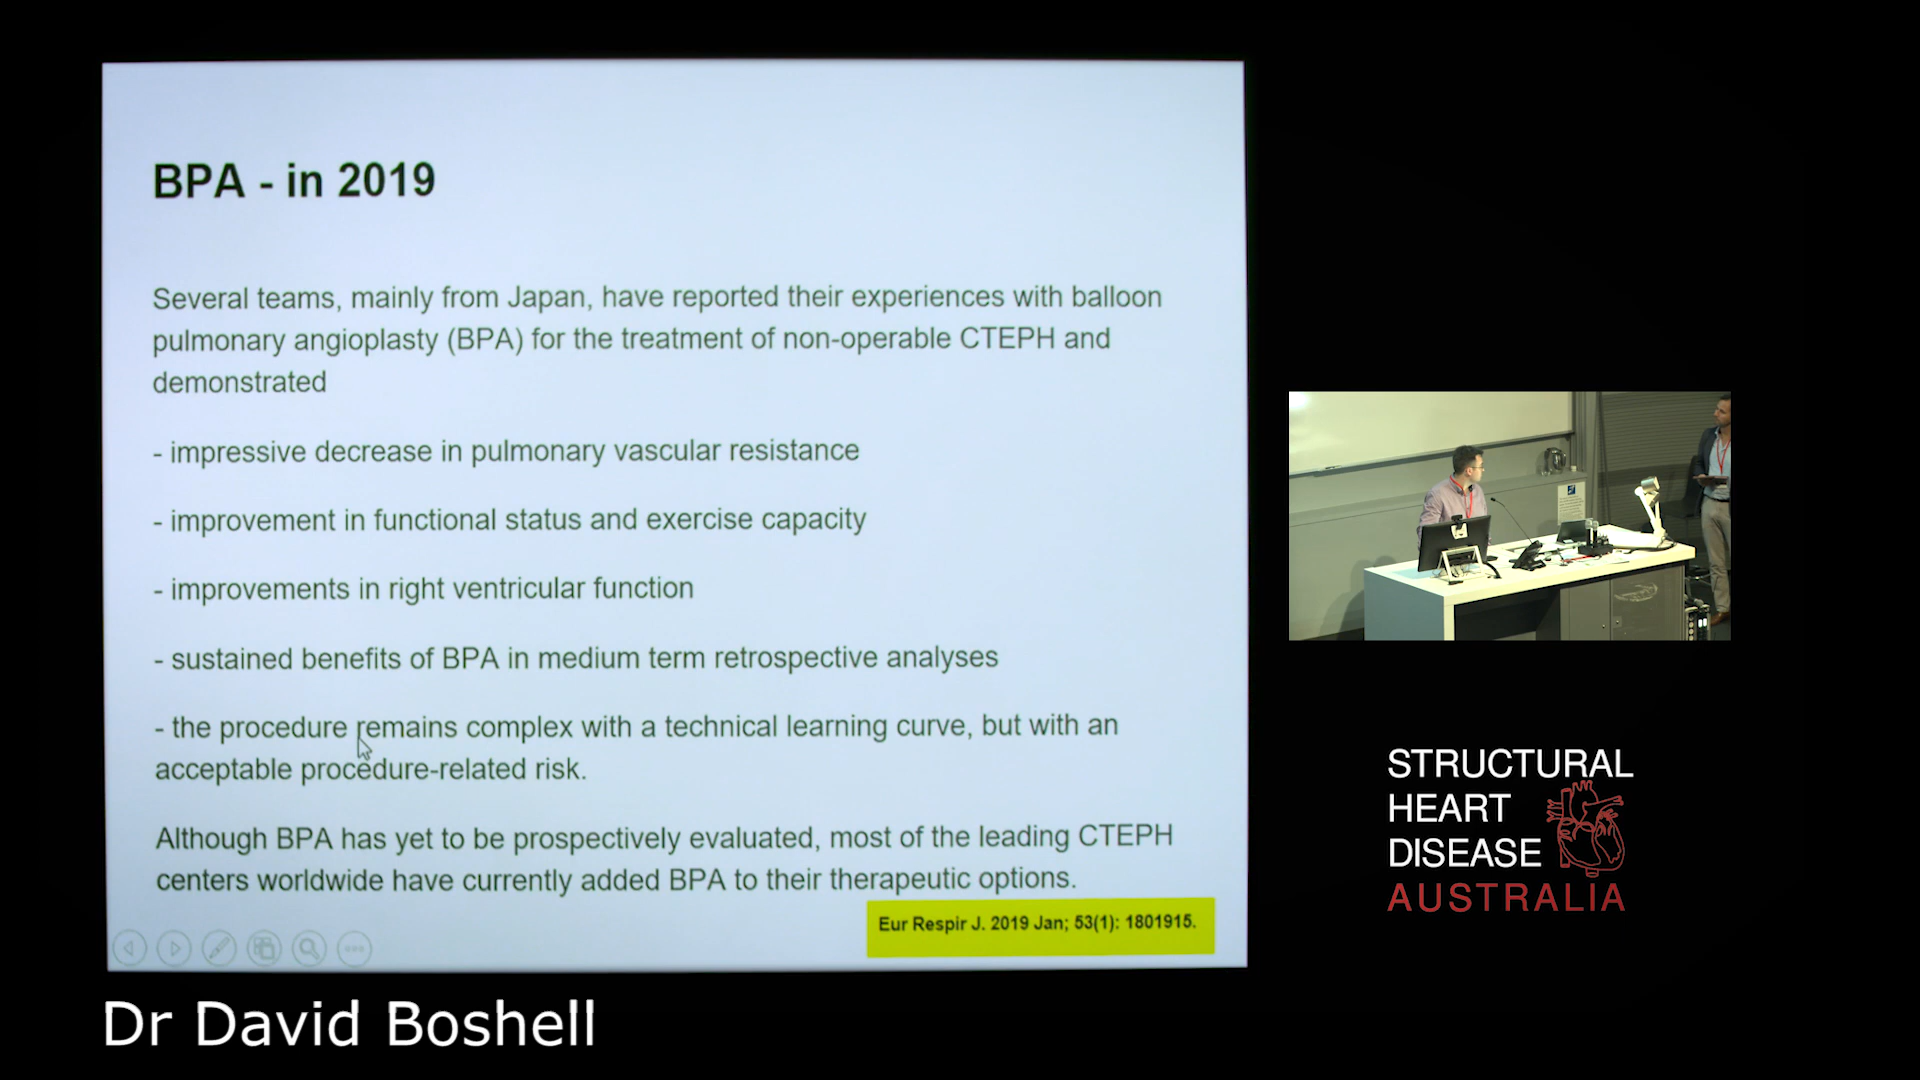 BPA - in 2019
Several teams, mainly from Japan, have reported their experiences with balloon
pulmonary angioplasty (BPA) for the treatment of non-operable CTEPH and
demonstrated
- impressive decrease in pulmonary vascular resistance
- improvement in functional status and exercise capacity
- improvements in right ventricular function
- sustained benefits of BPA in medium term retrospective analyses
- the procedure remains complex with a technical learning curve, but with an
acceptable procedure-related risk.
Although BPA has yet to be prospectively evaluated, most of the leading CTEPH
centers worldwide have currently added BPA to their therapeutic options.
Eur Respir J. 2019 Jan; 53(1): 1801915.
Dr David Boshell
STRUCTURAL
HEART
DISEASE
AUSTRALIA